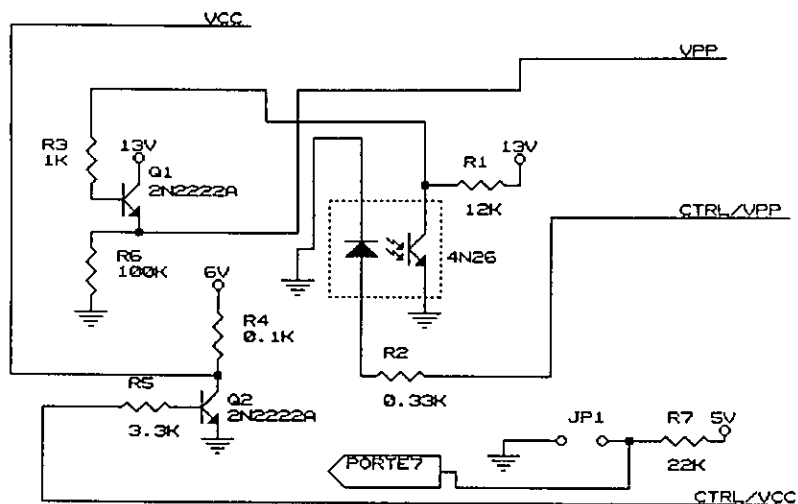 VCC
VPP
R3
1K
13V
Q1
2N2222A
R1
13V
12K
CTRL/VPP
R6
100K
4N26
6V
R4
0.1K
R2
0.33K
R5
3.3K
Q2
2N2222A
JP1
R7
5V
22K
PORTE7
CTRL/VCC